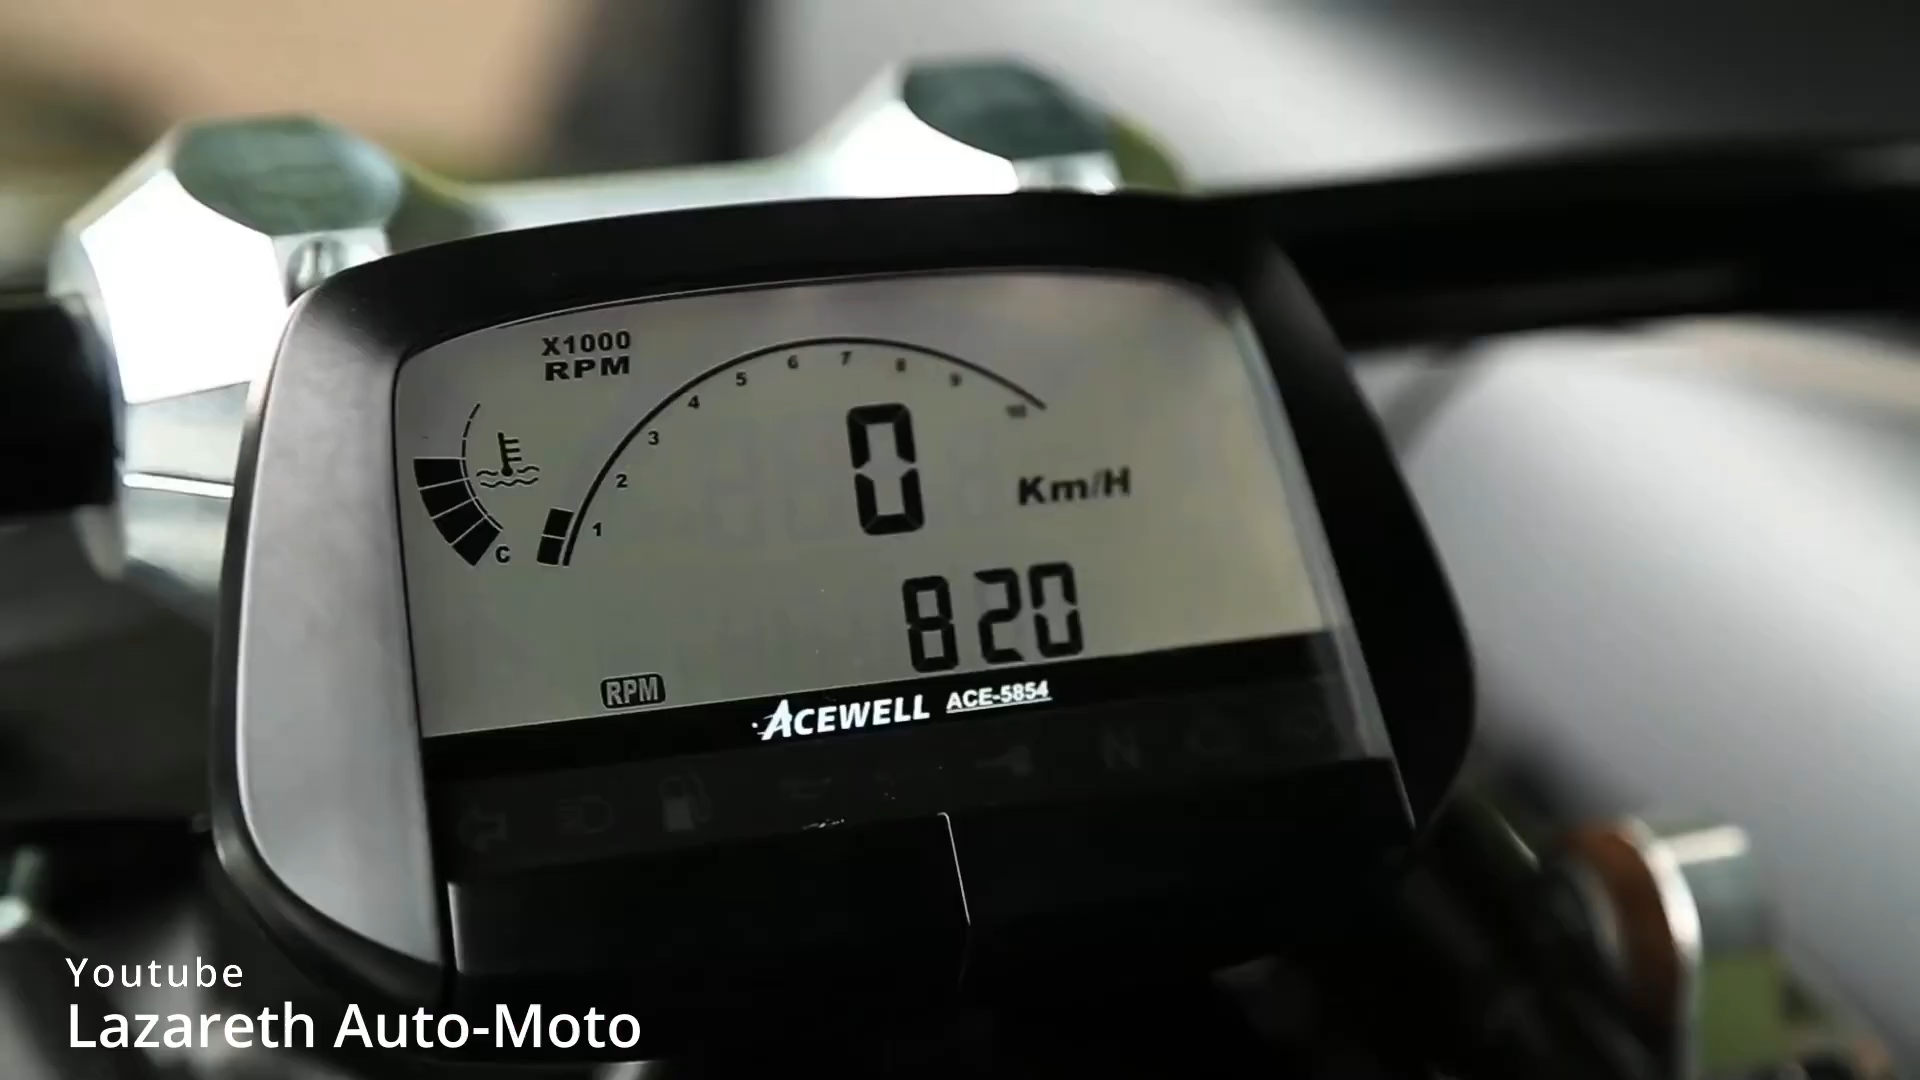 X1000
RPM
1
2
3
4
5
6
7
8
9
10
C
0
Km/H
820
RPM
ACEWELL ACE-5854
N
Youtube
Lazareth Auto-Moto